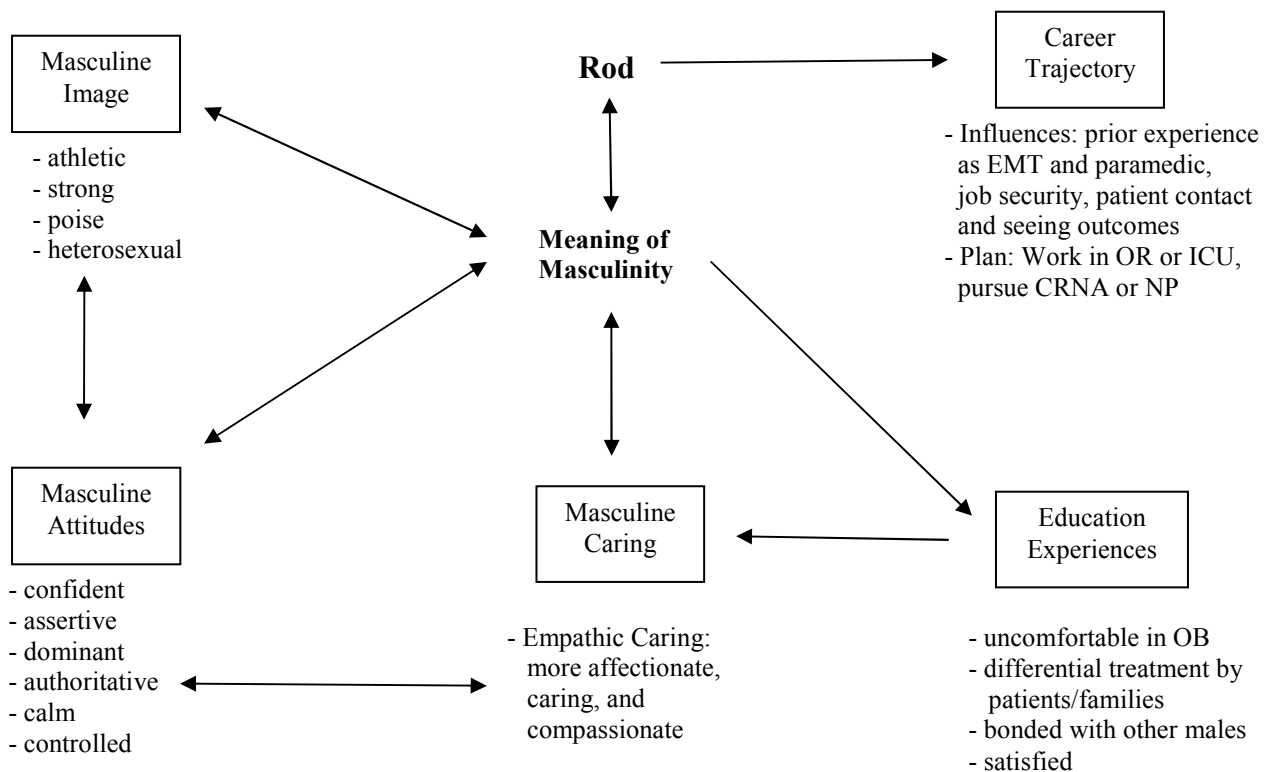 Masculine
Image
- athletic
- strong
- poise
- heterosexual
Rod
Career
Trajectory
- Influences: prior experience
as EMT and paramedic,
job security, patient contact
and seeing outcomes
- Plan: Work in OR or ICU,
pursue CRNA or NP
Meaning of
Masculinity
Masculine
Attitudes
- confident
- assertive
- dominant
- authoritative
- calm
- controlled
Masculine
Caring
- Empathic Caring:
more affectionate,
caring, and
compassionate
Education
Experiences
- uncomfortable in OB
- differential treatment by
patients/families
- bonded with other males
- satisfied